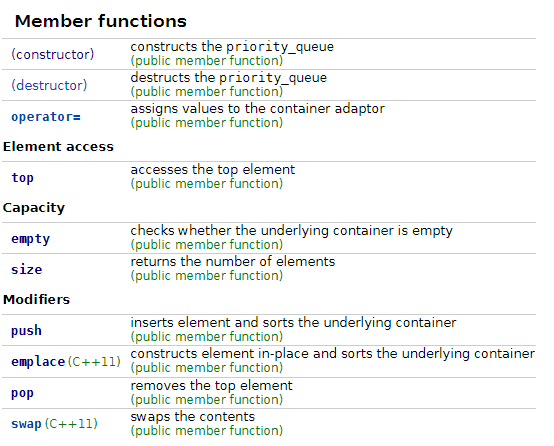 Member functions
(constructor) constructs the priority_queue
(public member function)
(destructor) destructs the priority_queue
(public member function)
operator= assigns values to the container adaptor
(public member function)
Element access
top accesses the top element
(public member function)
Capacity
empty checks whether the underlying container is empty
(public member function)
size returns the number of elements
(public member function)
Modifiers
push inserts element and sorts the underlying container
(public member function)
emplace (C++11) constructs element in-place and sorts the underlying container
(public member function)
pop removes the top element
(public member function)
swap (C++11) swaps the contents
(public member function)